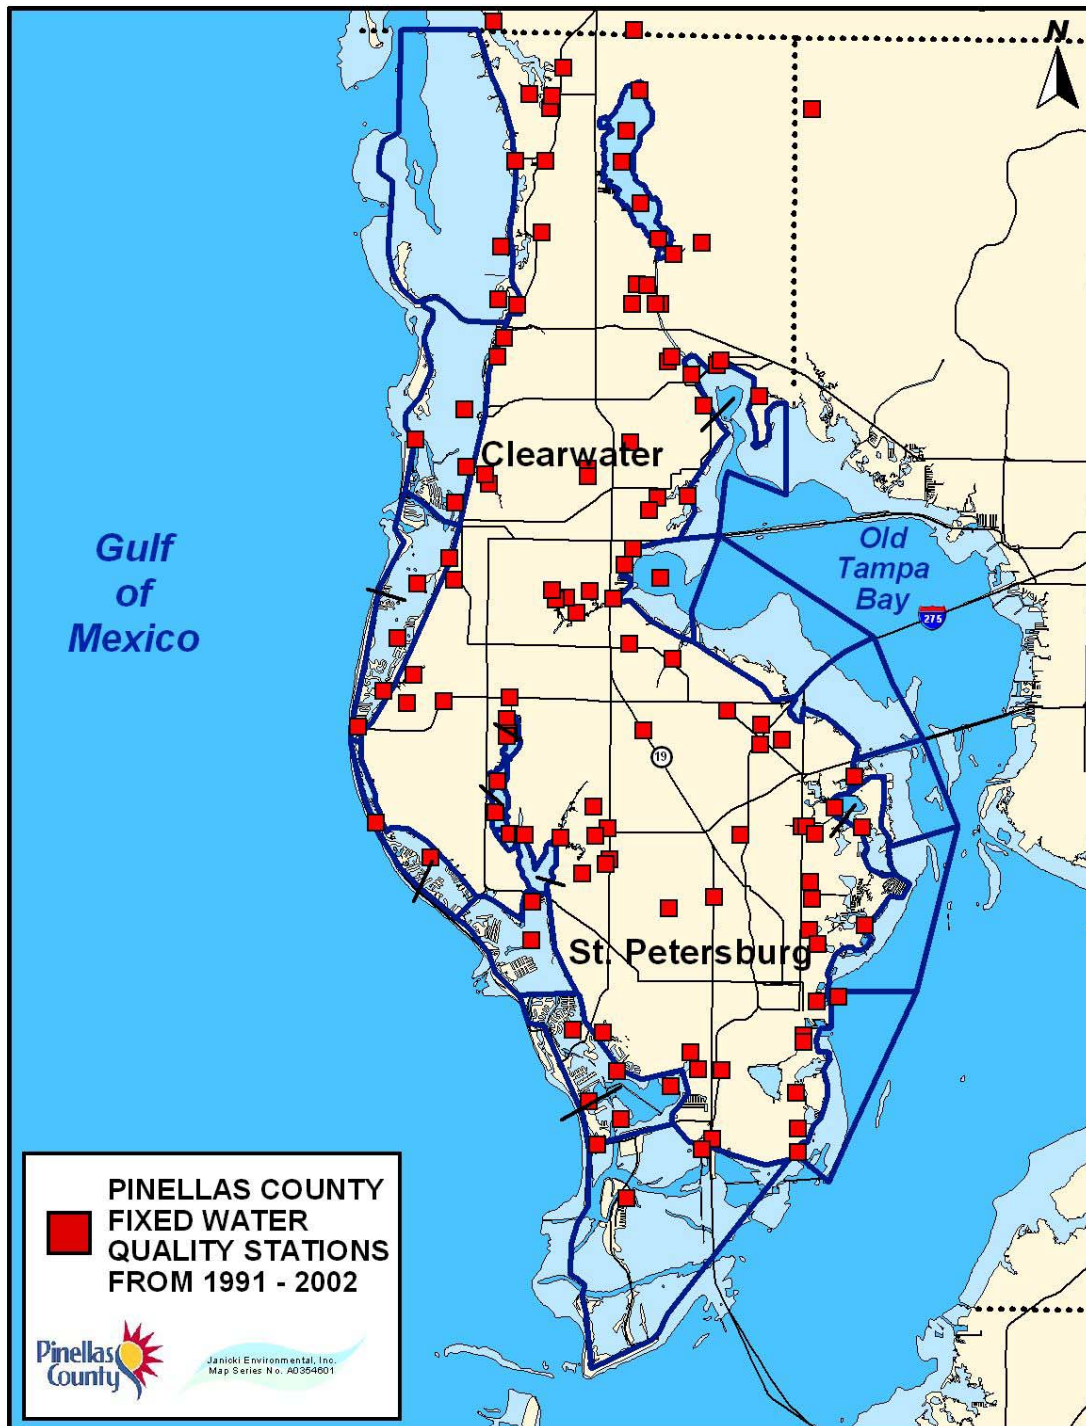 N
Clearwater
Gulf
of
Mexico
Old
Tampa
Bay
275
19
St. Petersburg
PINELLAS COUNTY
FIXED WATER
QUALITY STATIONS
FROM 1991 - 2002
Pinellas
County
Janicki Environmental, Inc.
Map Series No. A0354601